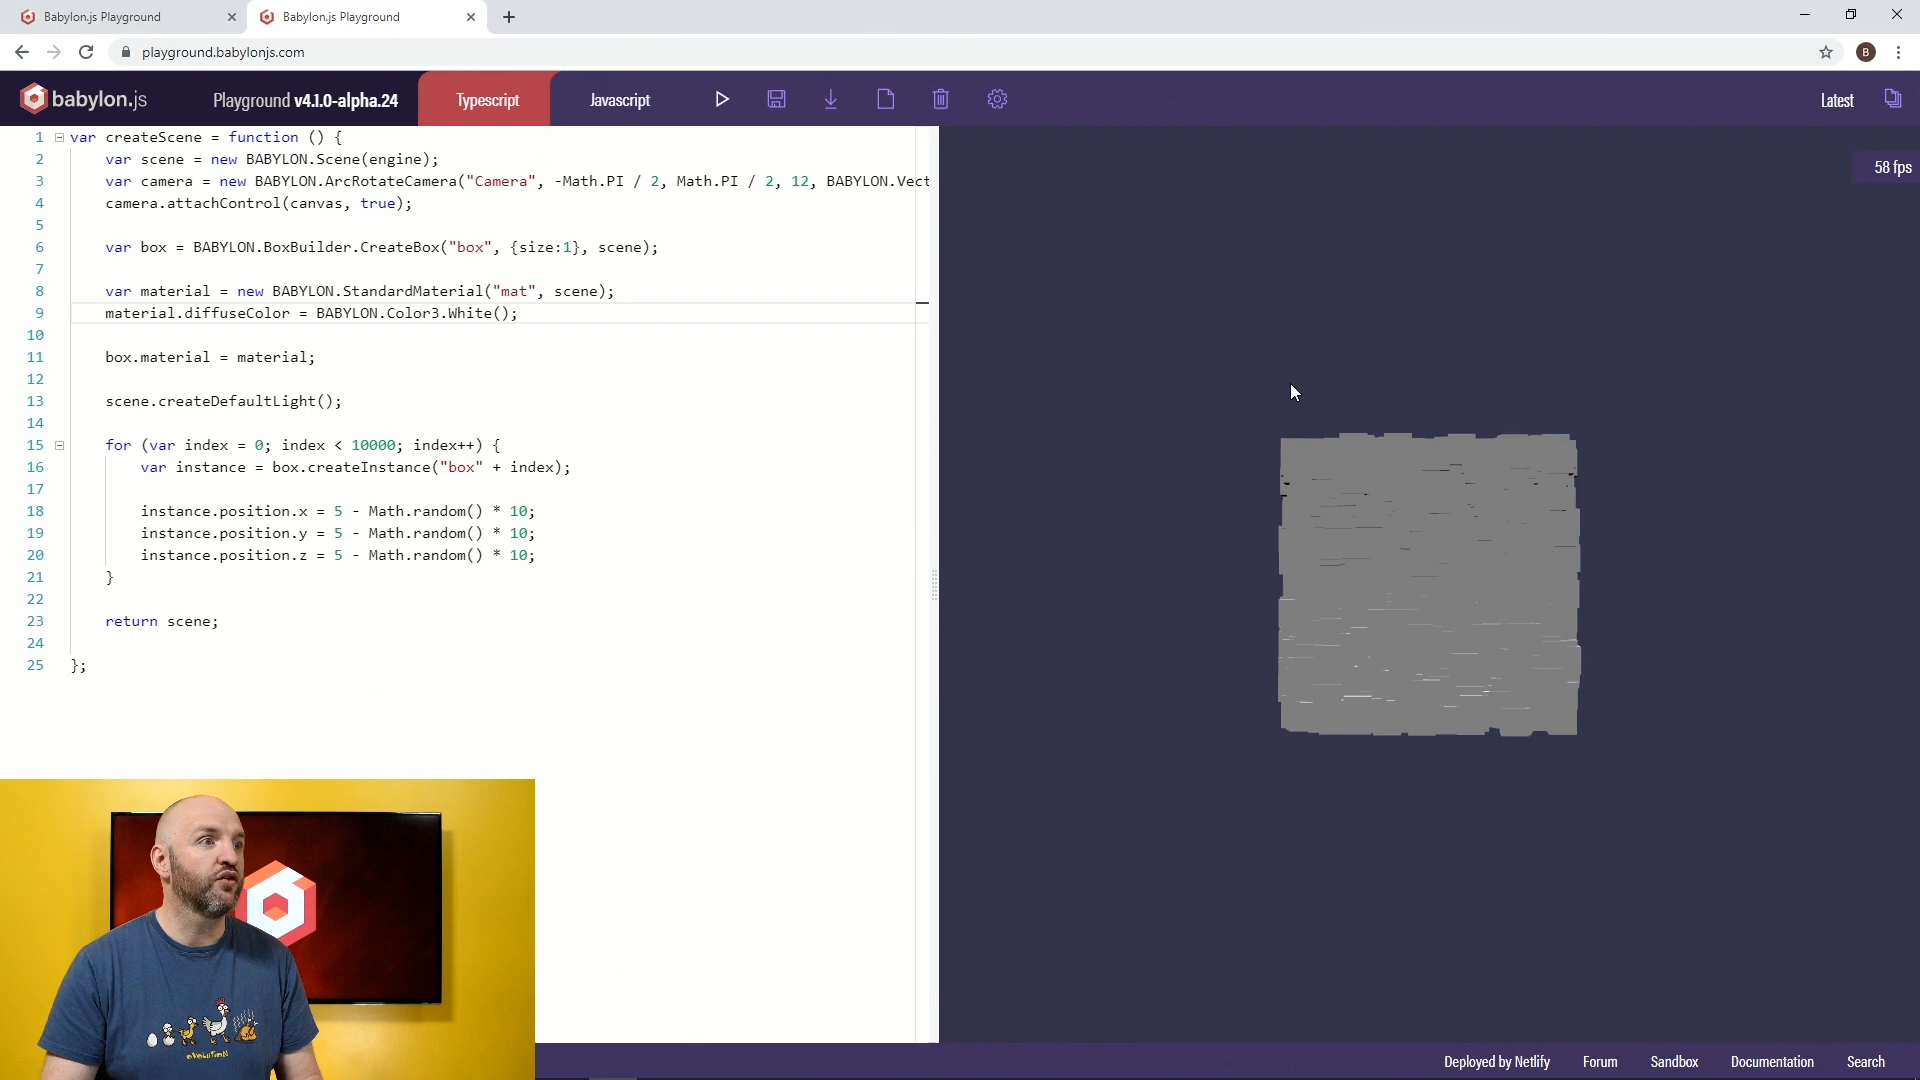 Babylon.js Playground
Babylon.js Playground
playground.babylonjs.com
B
babylon.js
Playground v4.1.0-alpha.24
Typescript
Javascript
Latest
58 fps
1 var createScene = function () {
2 var scene = new BABYLON.Scene(engine);
3 var camera = new BABYLON.ArcRotateCamera("Camera", -Math.PI / 2, Math.PI / 2, 12, BABYLON.Vect
4 camera.attachControl(canvas, true);
5
6 var box = BABYLON.BoxBuilder.CreateBox("box", {size:1}, scene);
7
8 var material = new BABYLON.StandardMaterial("mat", scene);
9 material.diffuseColor = BABYLON.Color3.White();
10
11 box.material = material;
12
13 scene.createDefaultLight();
14
15 for (var index = 0; index < 10000; index++) {
16 var instance = box.createInstance("box" + index);
17
18 instance.position.x = 5 - Math.random() * 10;
19 instance.position.y = 5 - Math.random() * 10;
20 instance.position.z = 5 - Math.random() * 10;
21 }
22
23 return scene;
24
25 };
evolution
Deployed by Netlify
Forum
Sandbox
Documentation
Search